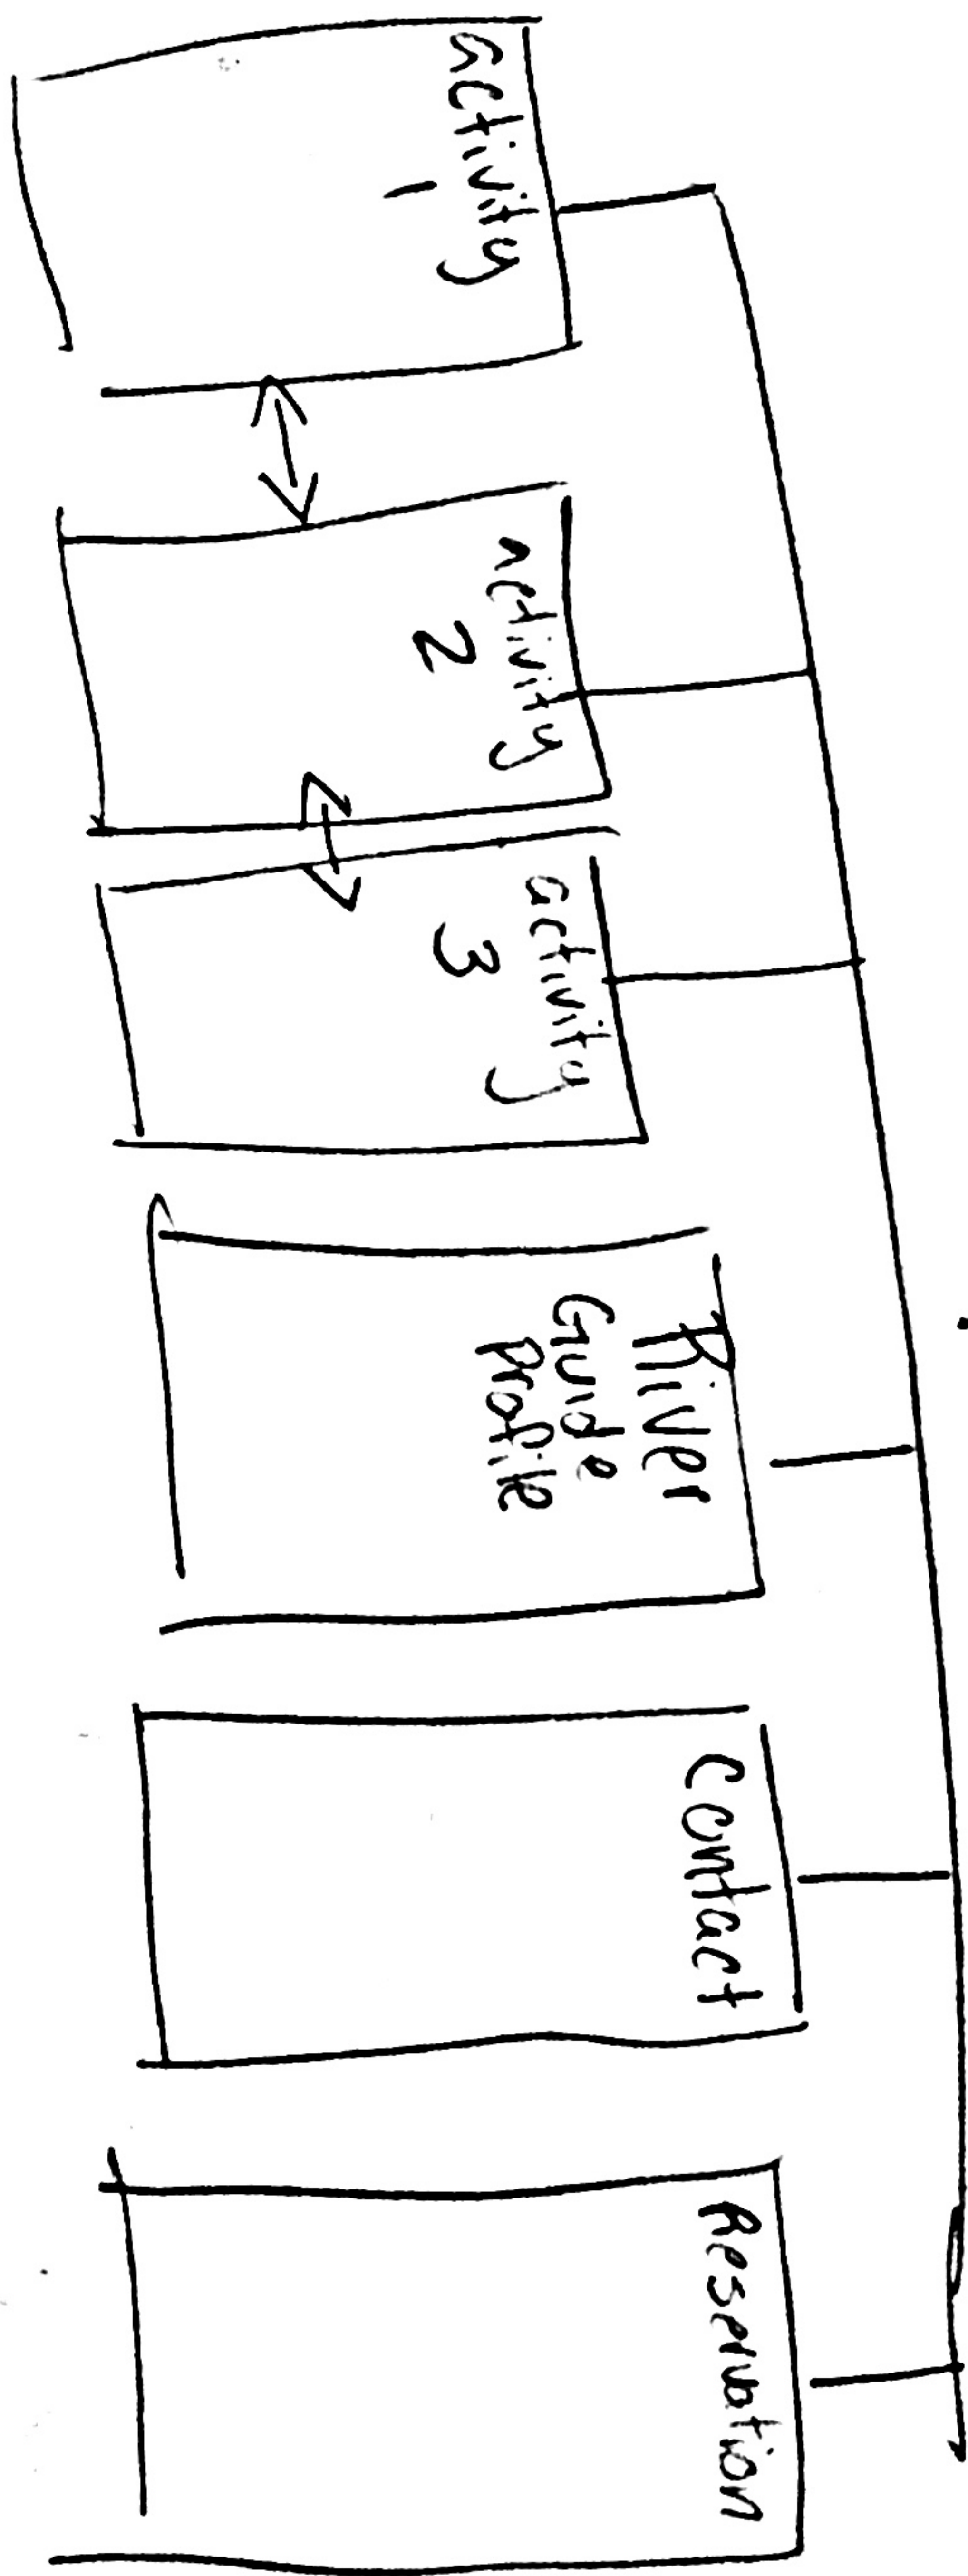 activity
1
activity
2
activity
3
River
Guide
Profile
Contact
Reservation